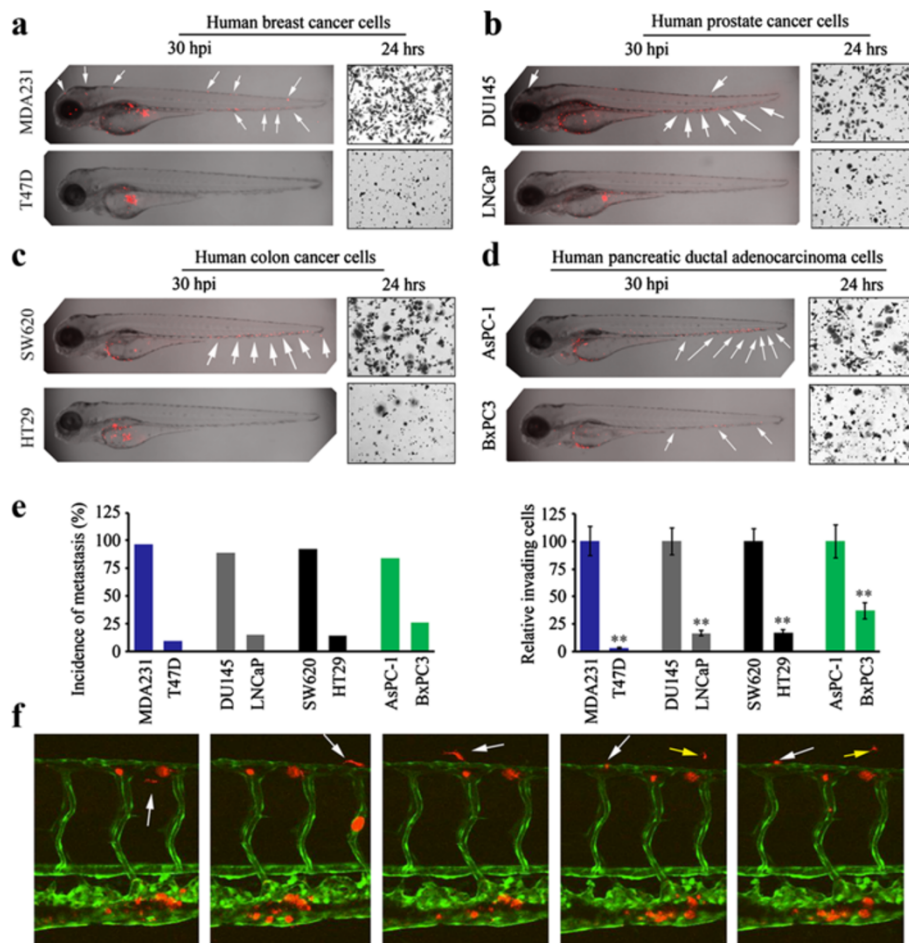 a
Human breast cancer cells
30 hpi
24 hrs
MDA231
T47D
b
Human prostate cancer cells
30 hpi
24 hrs
DU145
LNCaP
c
Human colon cancer cells
30 hpi
24 hrs
SW620
HT29
d
Human pancreatic ductal adenocarcinoma cells
30 hpi
24 hrs
AsPC-1
BxPC3
e
Incidence of metastasis (%)
125
100
75
50
25
0
MDA231
T47D
DU145
LNCaP
SW620
HT29
AsPC-1
BxPC3
Relative invading cells
125
100
75
50
25
0
**
**
**
**
MDA231
T47D
DU145
LNCaP
SW620
HT29
AsPC-1
BxPC3
f